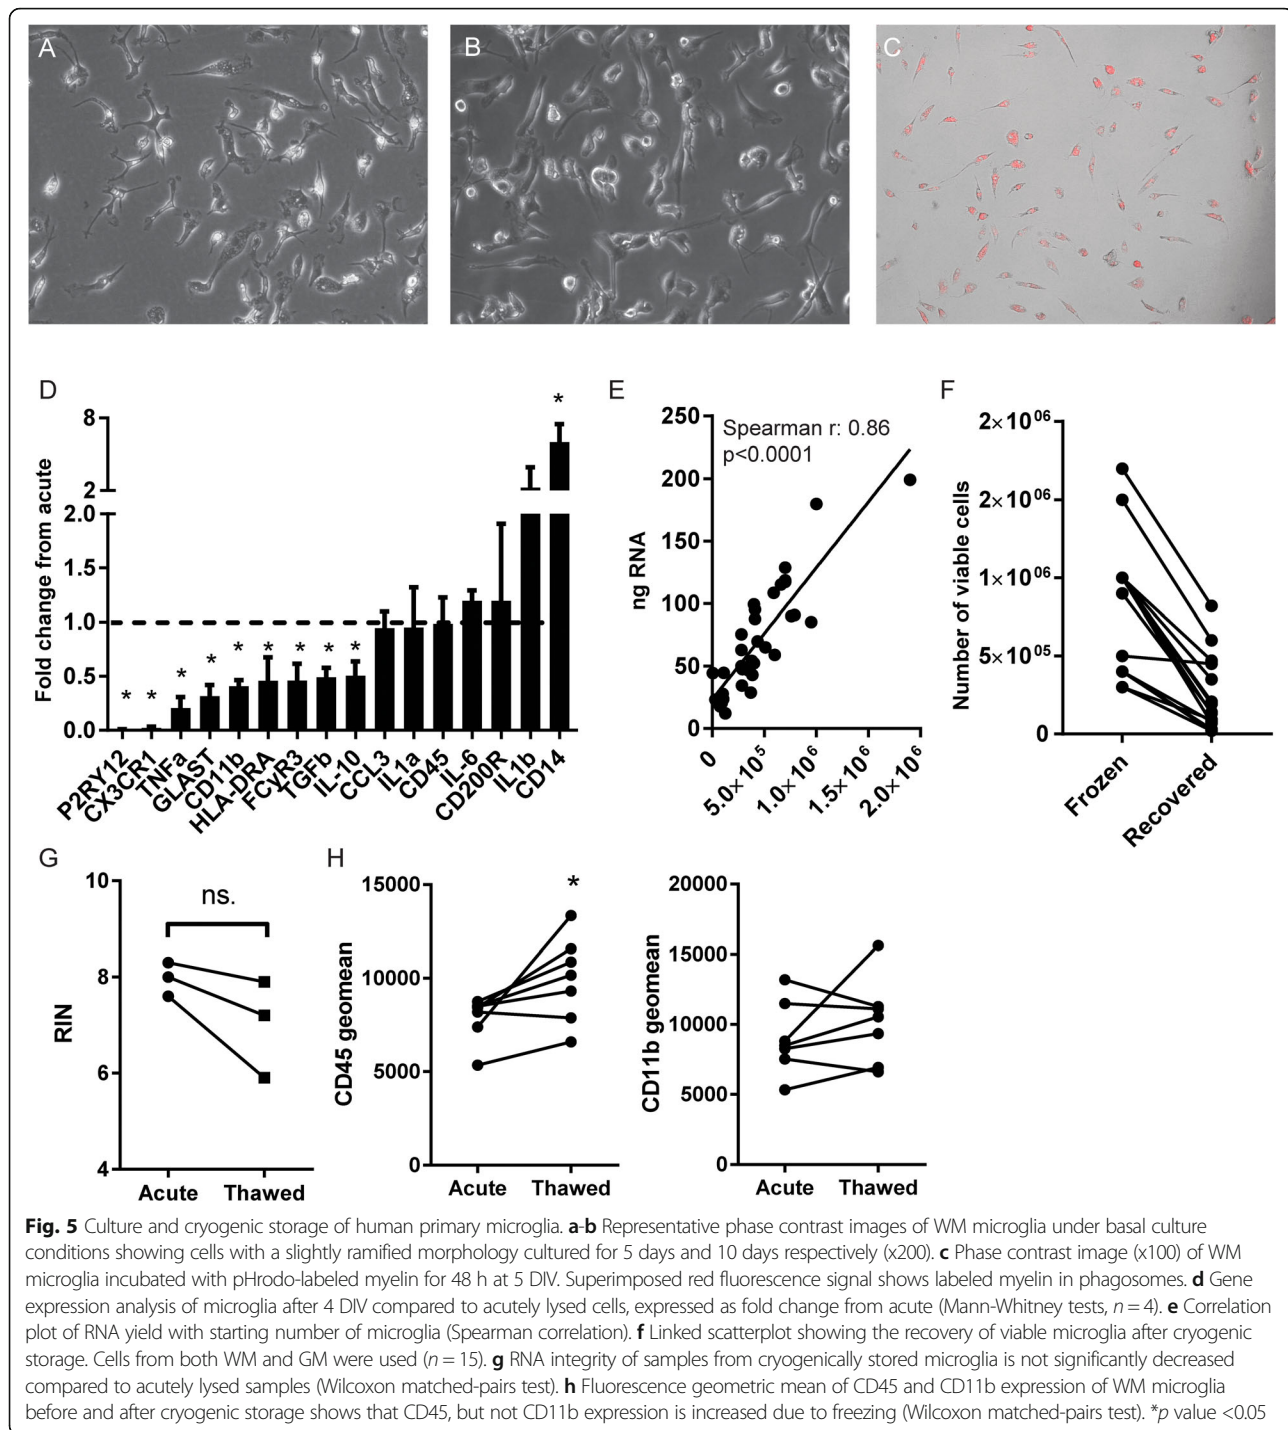 A
B
C
D
8
*
2
2.0
1.5
1.0
0.5
0.0
Fold change from acute
* * * * * * * * *
P2RY12
CX3CR1
TNFa
GLAST
CD11b
HLA-DRA
FCγR3
TGFb
IL-10
CCL3
IL1a
CD45
IL-6
CD200R
IL1b
CD14
E
250
200
150
100
50
0
ng RNA
Spearman r: 0.86
p<0.0001
0
5.0×10⁵
1.0×10⁶
1.5×10⁶
2.0×10⁶
F
2×10⁰⁶
2×10⁰⁶
1×10⁰⁶
5×10⁰⁵
0
Number of viable cells
Frozen
Recovered
G
10
8
6
4
RIN
ns.
Acute Thawed
H
15000
10000
5000
0
CD45 geomean
*
Acute Thawed
20000
15000
10000
5000
0
CD11b geomean
Acute Thawed
Fig. 5 Culture and cryogenic storage of human primary microglia. a-b Representative phase contrast images of WM microglia under basal culture
conditions showing cells with a slightly ramified morphology cultured for 5 days and 10 days respectively (x200). c Phase contrast image (x100) of WM
microglia incubated with pHrodo-labeled myelin for 48 h at 5 DIV. Superimposed red fluorescence signal shows labeled myelin in phagosomes. d Gene
expression analysis of microglia after 4 DIV compared to acutely lysed cells, expressed as fold change from acute (Mann-Whitney tests, n = 4). e Correlation
plot of RNA yield with starting number of microglia (Spearman correlation). f Linked scatterplot showing the recovery of viable microglia after cryogenic
storage. Cells from both WM and GM were used (n = 15). g RNA integrity of samples from cryogenically stored microglia is not significantly decreased
compared to acutely lysed samples (Wilcoxon matched-pairs test). h Fluorescence geometric mean of CD45 and CD11b expression of WM microglia
before and after cryogenic storage shows that CD45, but not CD11b expression is increased due to freezing (Wilcoxon matched-pairs test). *p value <0.05